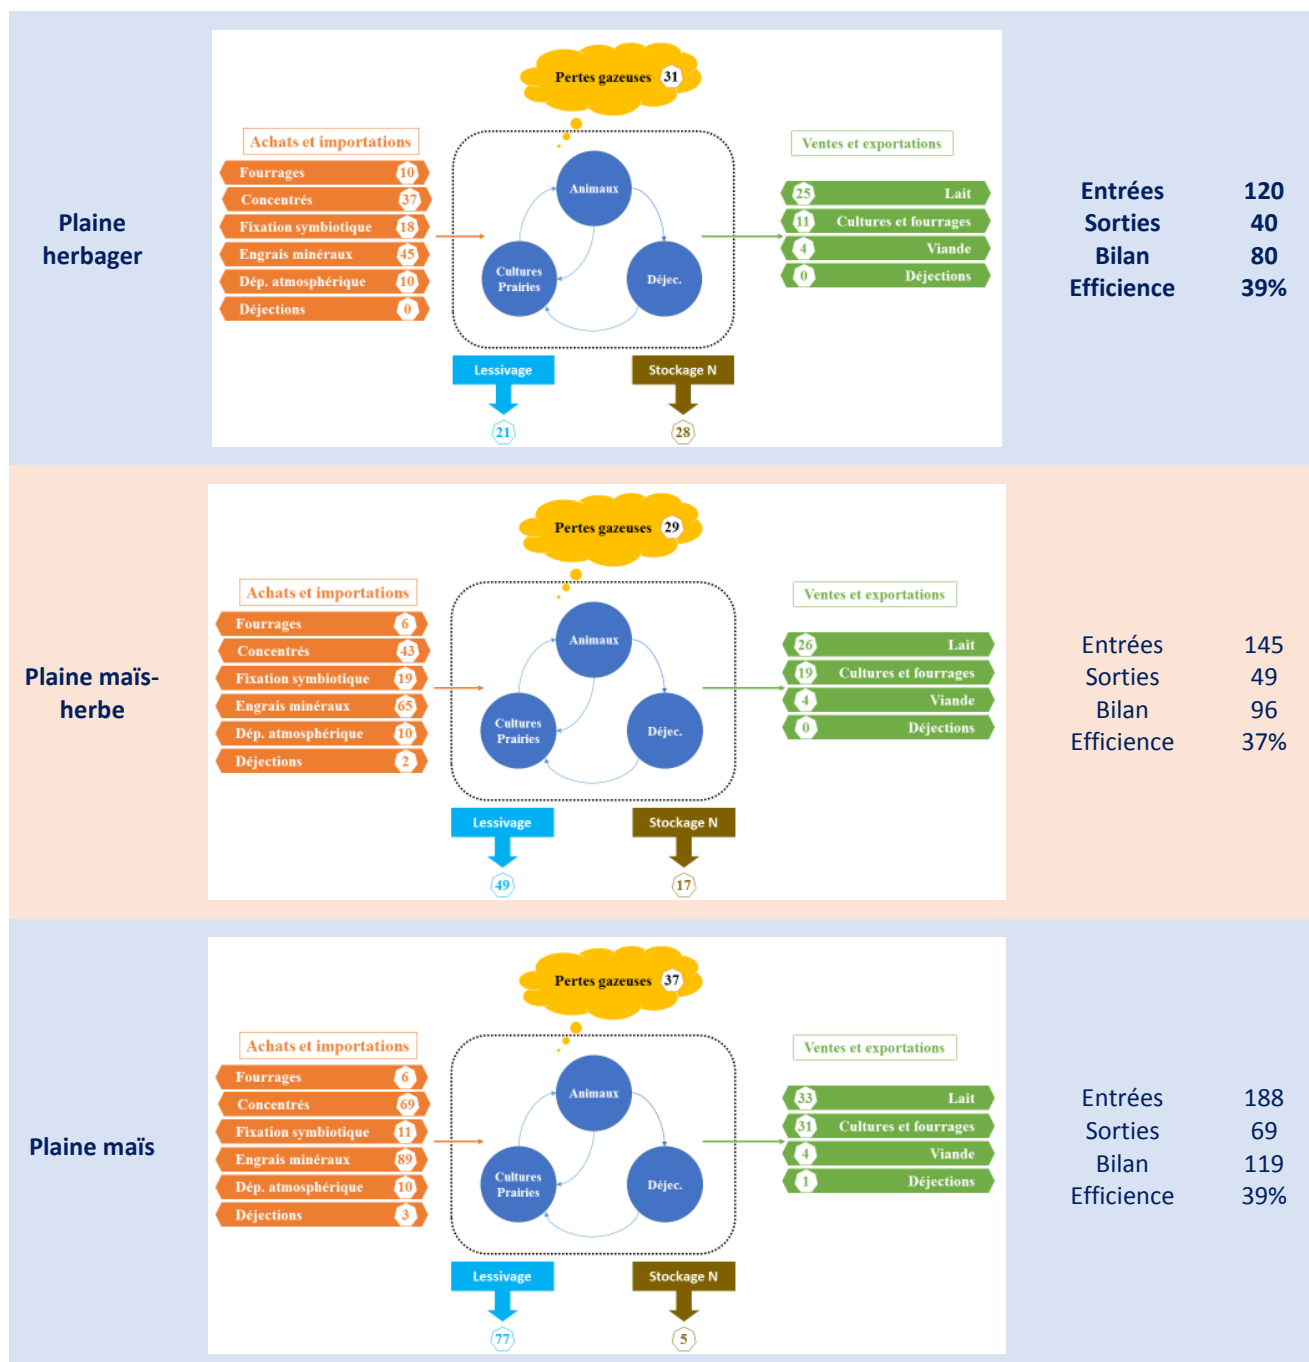 Plaine
herbager
Pertes gazeuses 31
Achats et importations
Fourrages 10
Concentrés 37
Fixation symbiotique 18
Engrais minéraux 45
Dép. atmosphérique 10
Déjections 0
Animaux
Cultures
Prairies
Déjec.
Ventes et exportations
25 Lait
11 Cultures et fourrages
4 Viande
0 Déjections
Lessivage
21
Stockage N
28
Entrées 120
Sorties 40
Bilan 80
Efficience 39%
Plaine maïs-
herbe
Pertes gazeuses 29
Achats et importations
Fourrages 6
Concentrés 43
Fixation symbiotique 19
Engrais minéraux 65
Dép. atmosphérique 10
Déjections 2
Animaux
Cultures
Prairies
Déjec.
Ventes et exportations
26 Lait
19 Cultures et fourrages
4 Viande
0 Déjections
Lessivage
49
Stockage N
17
Entrées 145
Sorties 49
Bilan 96
Efficience 37%
Plaine maïs
Pertes gazeuses 37
Achats et importations
Fourrages 6
Concentrés 69
Fixation symbiotique 11
Engrais minéraux 89
Dép. atmosphérique 10
Déjections 3
Animaux
Cultures
Prairies
Déjec.
Ventes et exportations
33 Lait
31 Cultures et fourrages
4 Viande
1 Déjections
Lessivage
77
Stockage N
5
Entrées 188
Sorties 69
Bilan 119
Efficience 39%